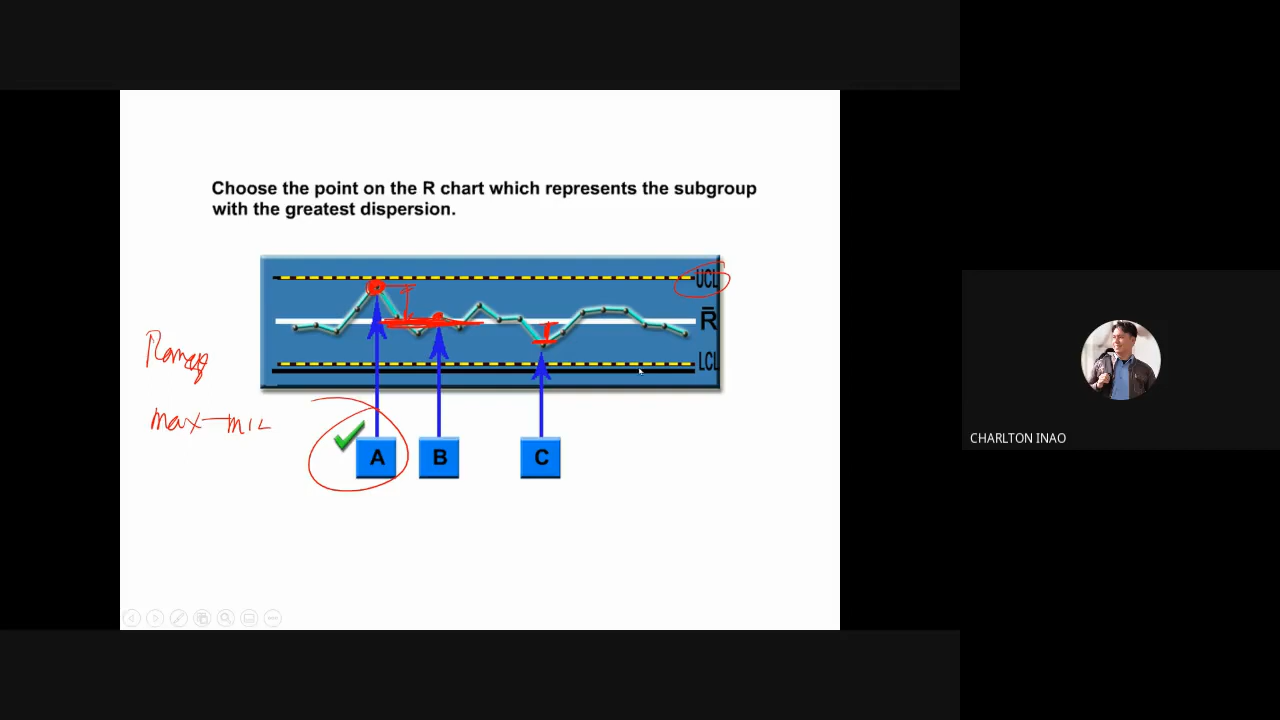 Choose the point on the R chart which represents the subgroup
with the greatest dispersion.
UCL
R̅
LCL
Range
max-min
A
B
C
CHARLTON INAO